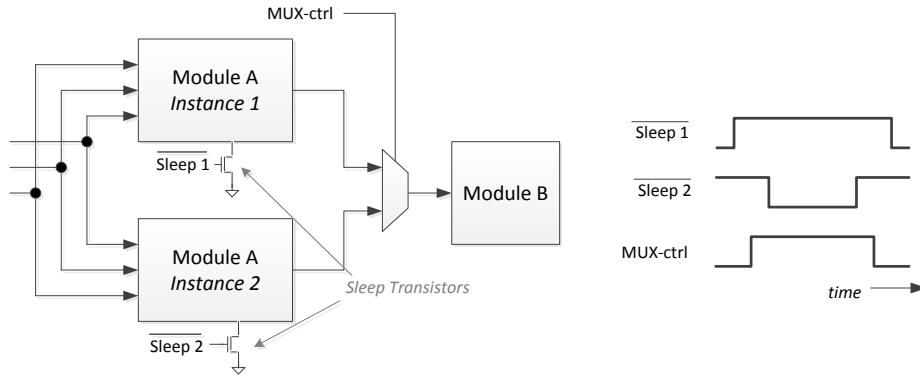 MUX-ctrl
Module A
Instance 1
Sleep 1
Module A
Instance 2
Sleep 2
Sleep Transistors
Module B
Sleep 1
Sleep 2
MUX-ctrl
time